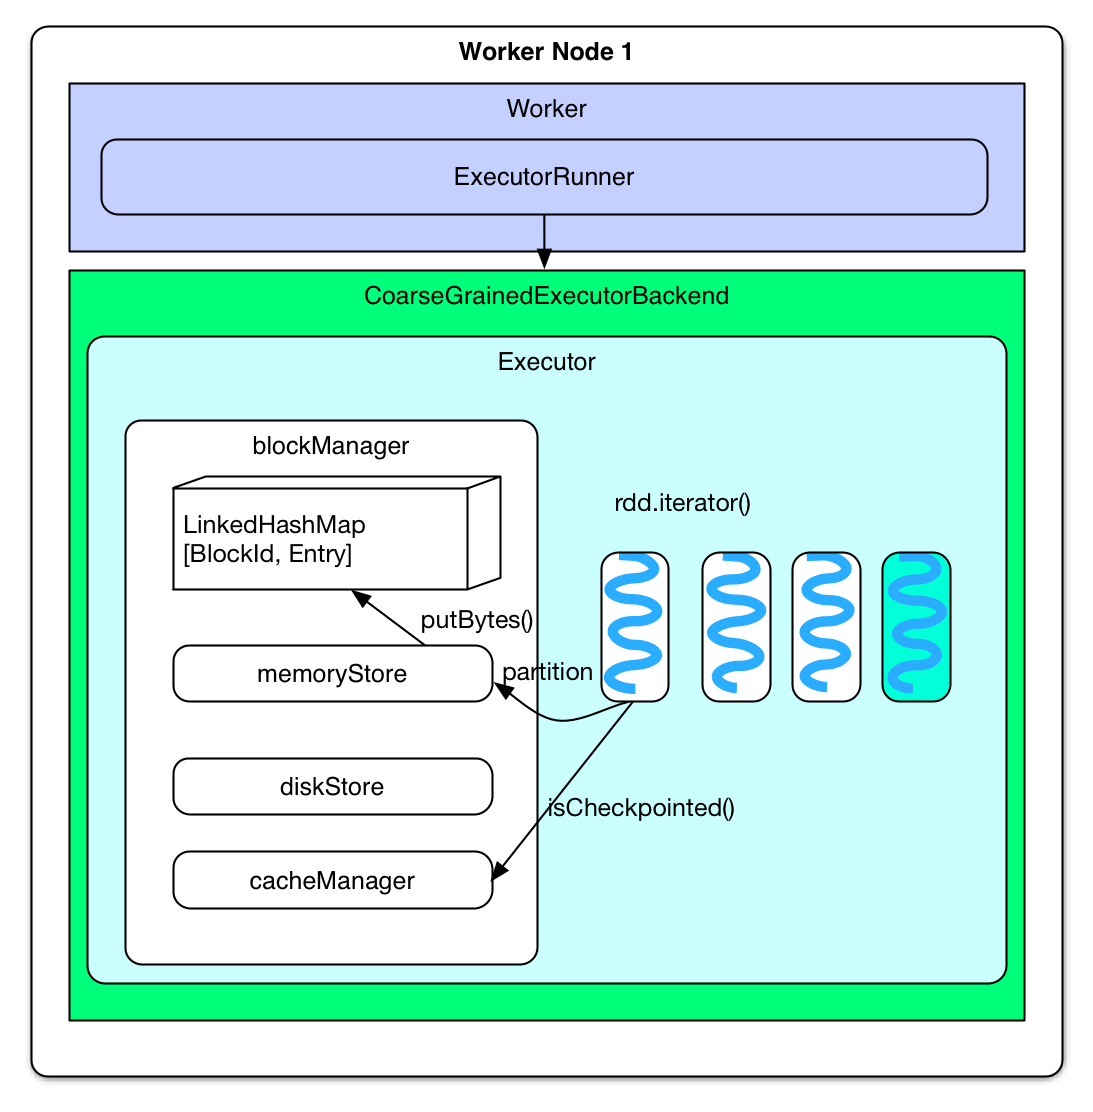 Worker Node 1
Worker
ExecutorRunner
CoarseGrainedExecutorBackend
Executor
blockManager
LinkedHashMap
[BlockId, Entry]
rdd.iterator()
putBytes()
memoryStore
partition
diskStore
isCheckpointed()
cacheManager